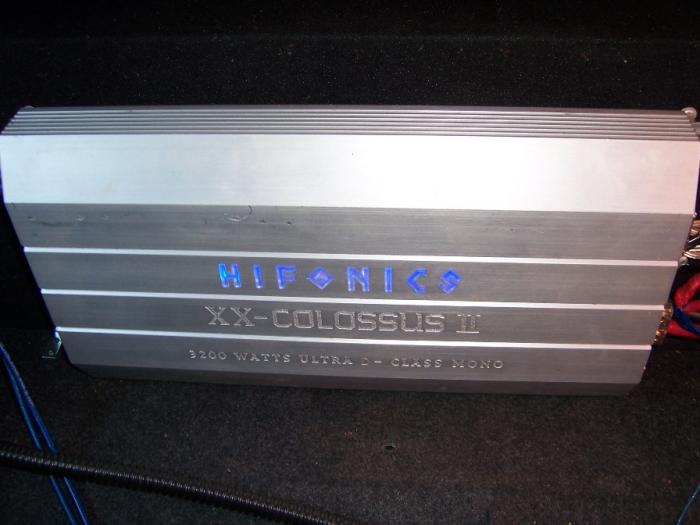 HIFONICS
XX-COLOSSUS II
3200 WATTS ULTRA D- CLASS MONO